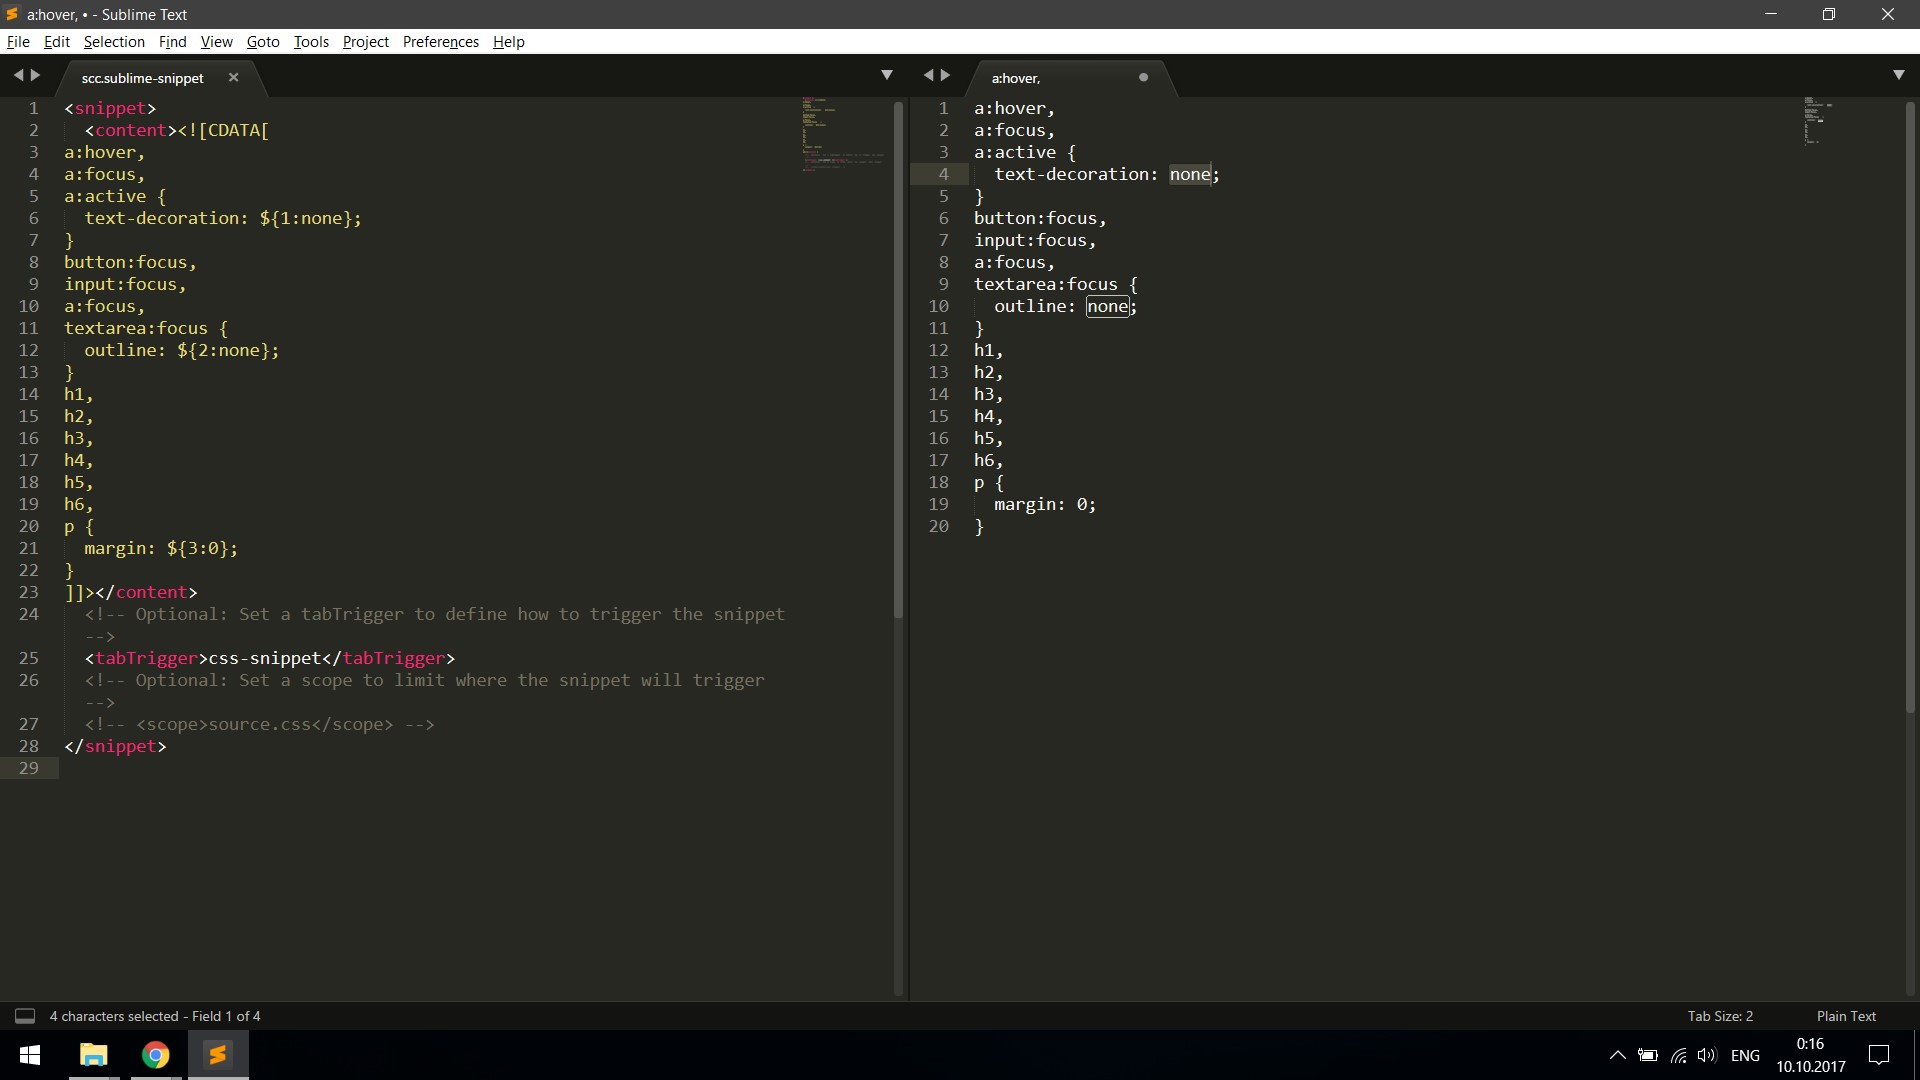 a:hover, • - Sublime Text
File Edit Selection Find View Goto Tools Project Preferences Help
scc.sublime-snippet
1 <snippet>
2 <content><![CDATA[
3 a:hover,
4 a:focus,
5 a:active {
6 text-decoration: ${1:none};
7 }
8 button:focus,
9 input:focus,
10 a:focus,
11 textarea:focus {
12 outline: ${2:none};
13 }
14 h1,
15 h2,
16 h3,
17 h4,
18 h5,
19 h6,
20 p {
21 margin: ${3:0};
22 }
23 ]]></content>
24 <!-- Optional: Set a tabTrigger to define how to trigger the snippet
-->
25 <tabTrigger>css-snippet</tabTrigger>
26 <!-- Optional: Set a scope to limit where the snippet will trigger
-->
27 <!-- <scope>source.css</scope> -->
28 </snippet>
29
a:hover,
1 a:hover,
2 a:focus,
3 a:active {
4 text-decoration: none;
5 }
6 button:focus,
7 input:focus,
8 a:focus,
9 textarea:focus {
10 outline: none;
11 }
12 h1,
13 h2,
14 h3,
15 h4,
16 h5,
17 h6,
18 p {
19 margin: 0;
20 }
4 characters selected - Field 1 of 4
Tab Size: 2
Plain Text
ENG
0:16
10.10.2017